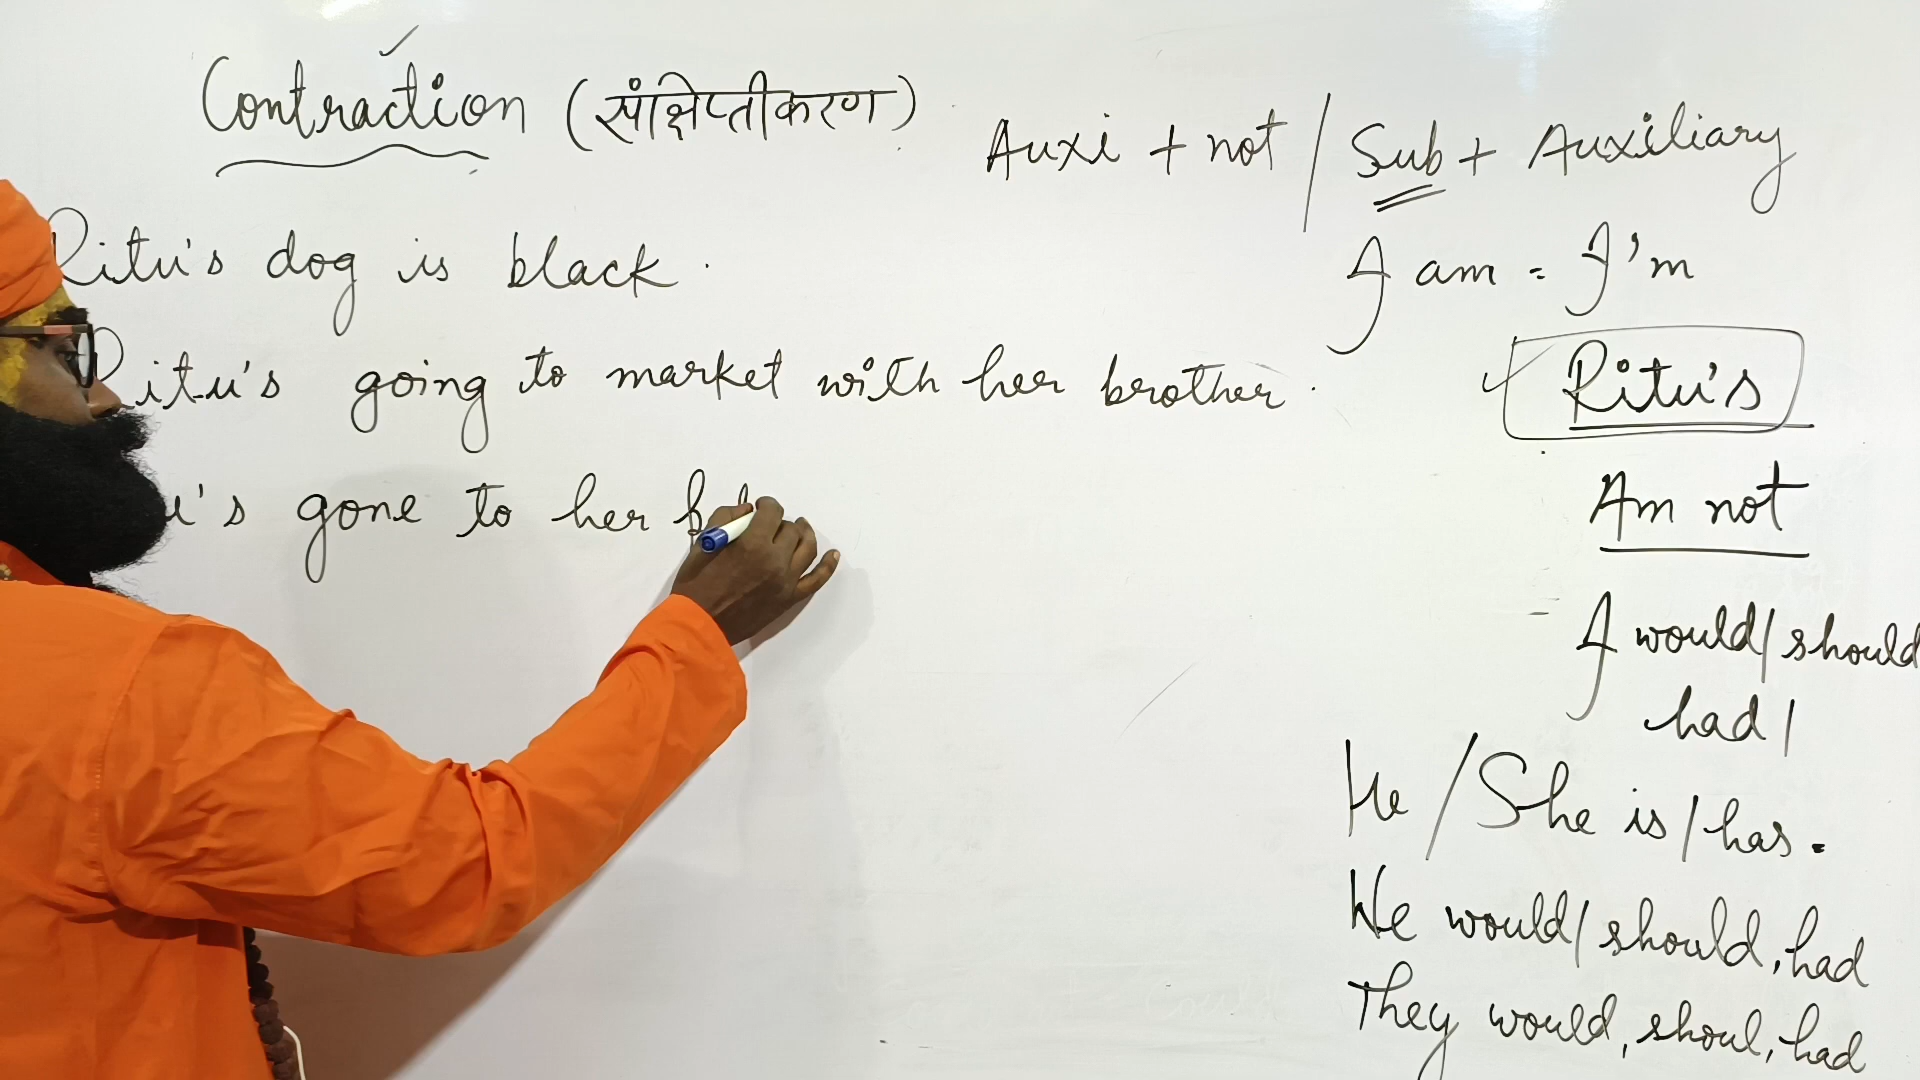 Contraction (संक्षिप्तीकरण)
Auxi + not / Sub + Auxiliary
Ritu's dog is black.
I am = I'm
Ritu's going to market with her brother.
Ritu's
gone to her
Am not
I would / should
had /
He / She is / has.
We would / should, had
They would, shoul, had